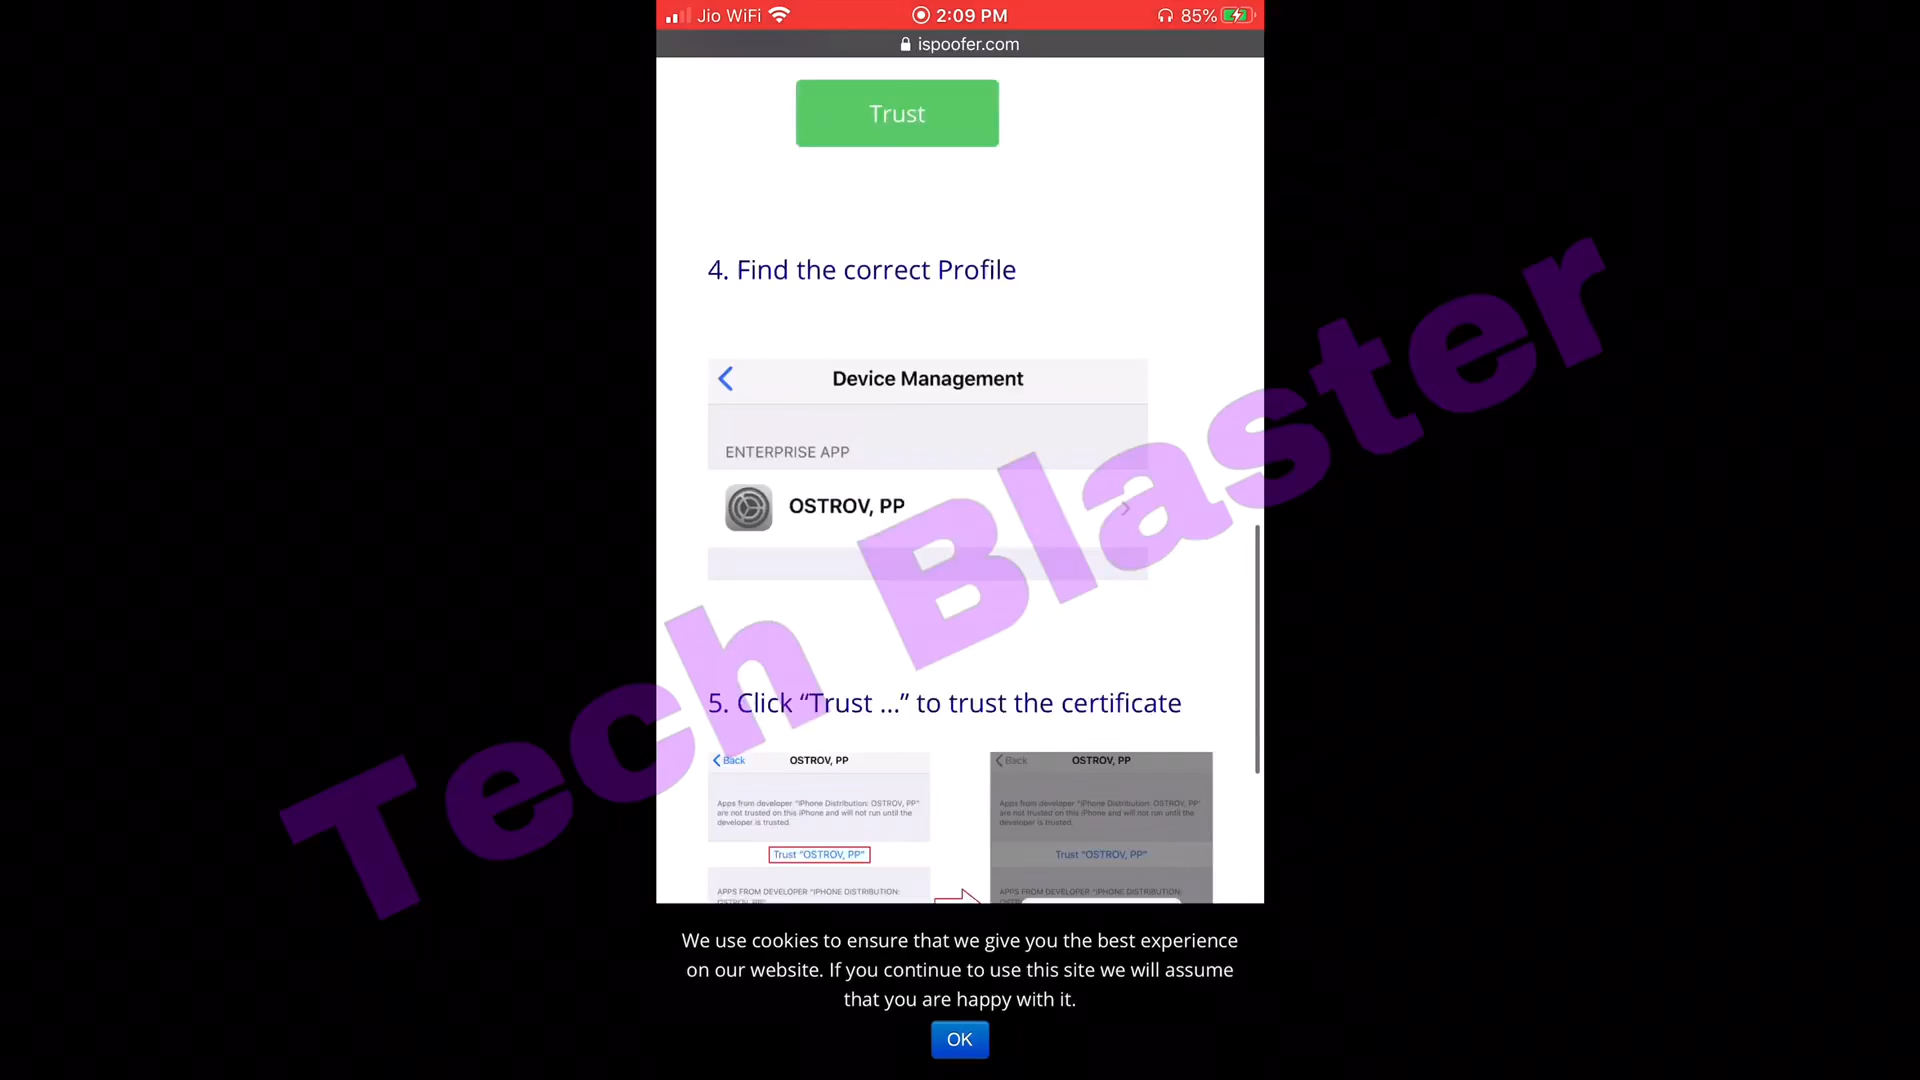 Jio WiFi 2:09 PM 85%
ispoofer.com
Trust
4. Find the correct Profile
Device Management
ENTERPRISE APP
OSTROV, PP
Tech Blaster
5. Click “Trust ...” to trust the certificate
Back OSTROV, PP
Apps from developer "iPhone Distribution: OSTROV, PP"
are not trusted on this iPhone and will not run until the
developer is trusted.
Trust "OSTROV, PP"
APPS FROM DEVELOPER "IPHONE DISTRIBUTION:
Back OSTROV, PP
Apps from developer "iPhone Distribution: OSTROV, PP"
are not trusted on this iPhone and will not run until the
developer is trusted.
Trust "OSTROV, PP"
APPS FROM DEVELOPER "IPHONE DISTRIBUTION:
We use cookies to ensure that we give you the best experience
on our website. If you continue to use this site we will assume
that you are happy with it.
OK